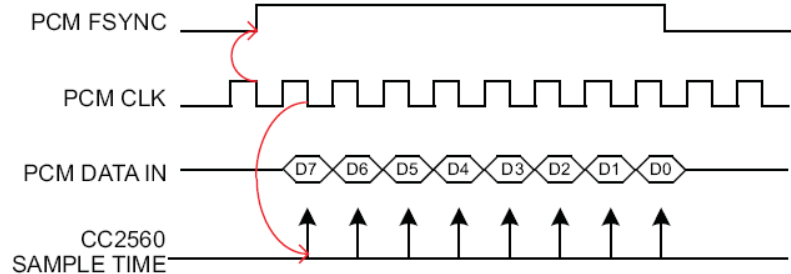 PCM FSYNC
PCM CLK
PCM DATA IN
D7 D6 D5 D4 D3 D2 D1 D0
CC2560
SAMPLE TIME